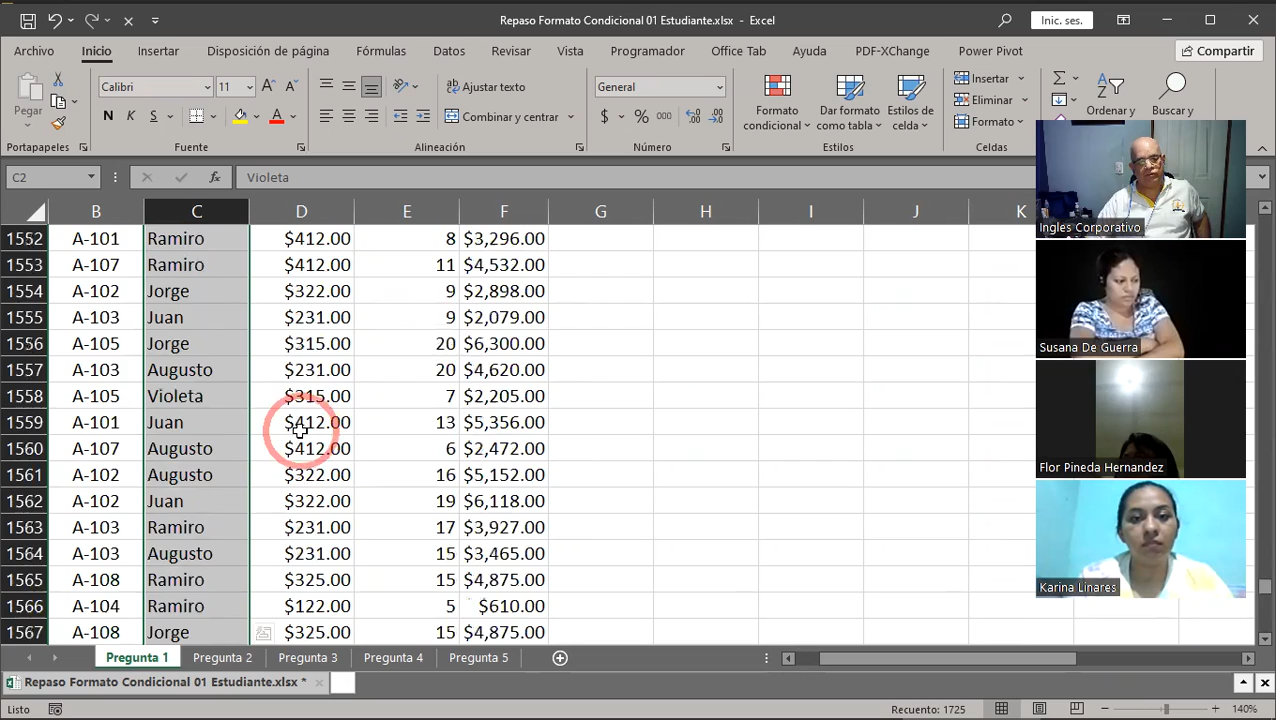 Repaso Formato Condicional 01 Estudiante.xlsx - Excel
Inic. ses.
Archivo Inicio Insertar Disposición de página Fórmulas Datos Revisar Vista Programador Office Tab Ayuda PDF-XChange Power Pivot Compartir
Pegar
Calibri 11
N K S
Ajustar texto
Combinar y centrar
General
$ % 000
Formato condicional
Dar formato como tabla
Estilos de celda
Insertar
Eliminar
Formato
Ordenar y
Buscar y
Portapapeles Fuente Alineación Número Estilos Celdas
C2 fx Violeta
B C D E F G H I J K
1552 A-101 Ramiro $412.00 8 $3,296.00
1553 A-107 Ramiro $412.00 11 $4,532.00
1554 A-102 Jorge $322.00 9 $2,898.00
1555 A-103 Juan $231.00 9 $2,079.00
1556 A-105 Jorge $315.00 20 $6,300.00
1557 A-103 Augusto $231.00 20 $4,620.00
1558 A-105 Violeta $315.00 7 $2,205.00
1559 A-101 Juan $412.00 13 $5,356.00
1560 A-107 Augusto $412.00 6 $2,472.00
1561 A-102 Augusto $322.00 16 $5,152.00
1562 A-102 Juan $322.00 19 $6,118.00
1563 A-103 Ramiro $231.00 17 $3,927.00
1564 A-103 Augusto $231.00 15 $3,465.00
1565 A-108 Ramiro $325.00 15 $4,875.00
1566 A-104 Ramiro $122.00 5 $610.00
1567 A-108 Jorge $325.00 15 $4,875.00
Ingles Corporativo
Susana De Guerra
Flor Pineda Hernandez
Karina Linares
Pregunta 1 Pregunta 2 Pregunta 3 Pregunta 4 Pregunta 5
Repaso Formato Condicional 01 Estudiante.xlsx *
Listo Recuento: 1725 140%